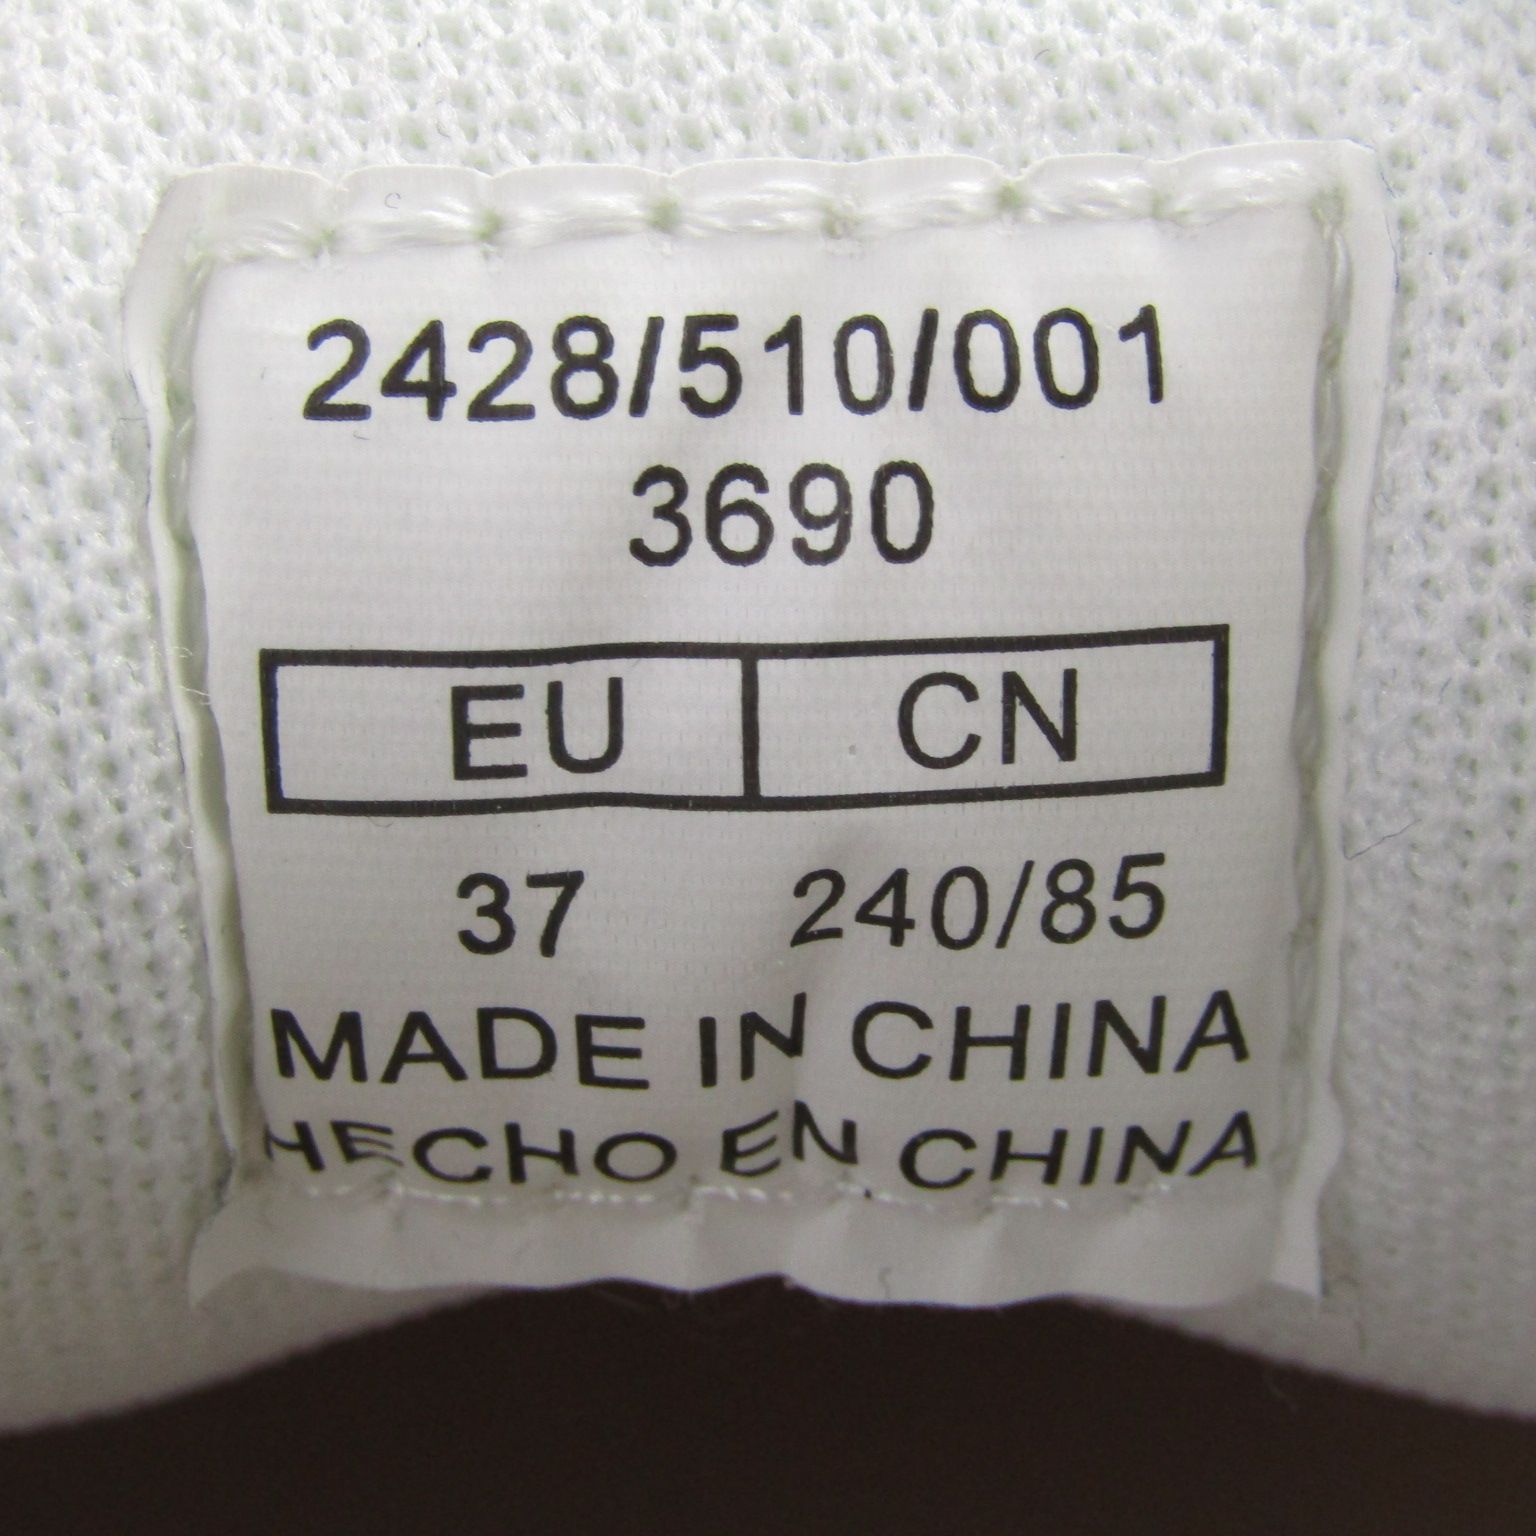 2428/510/001
3690
EU CN
37 240/85
MADE IN CHINA
HECHO EN CHINA